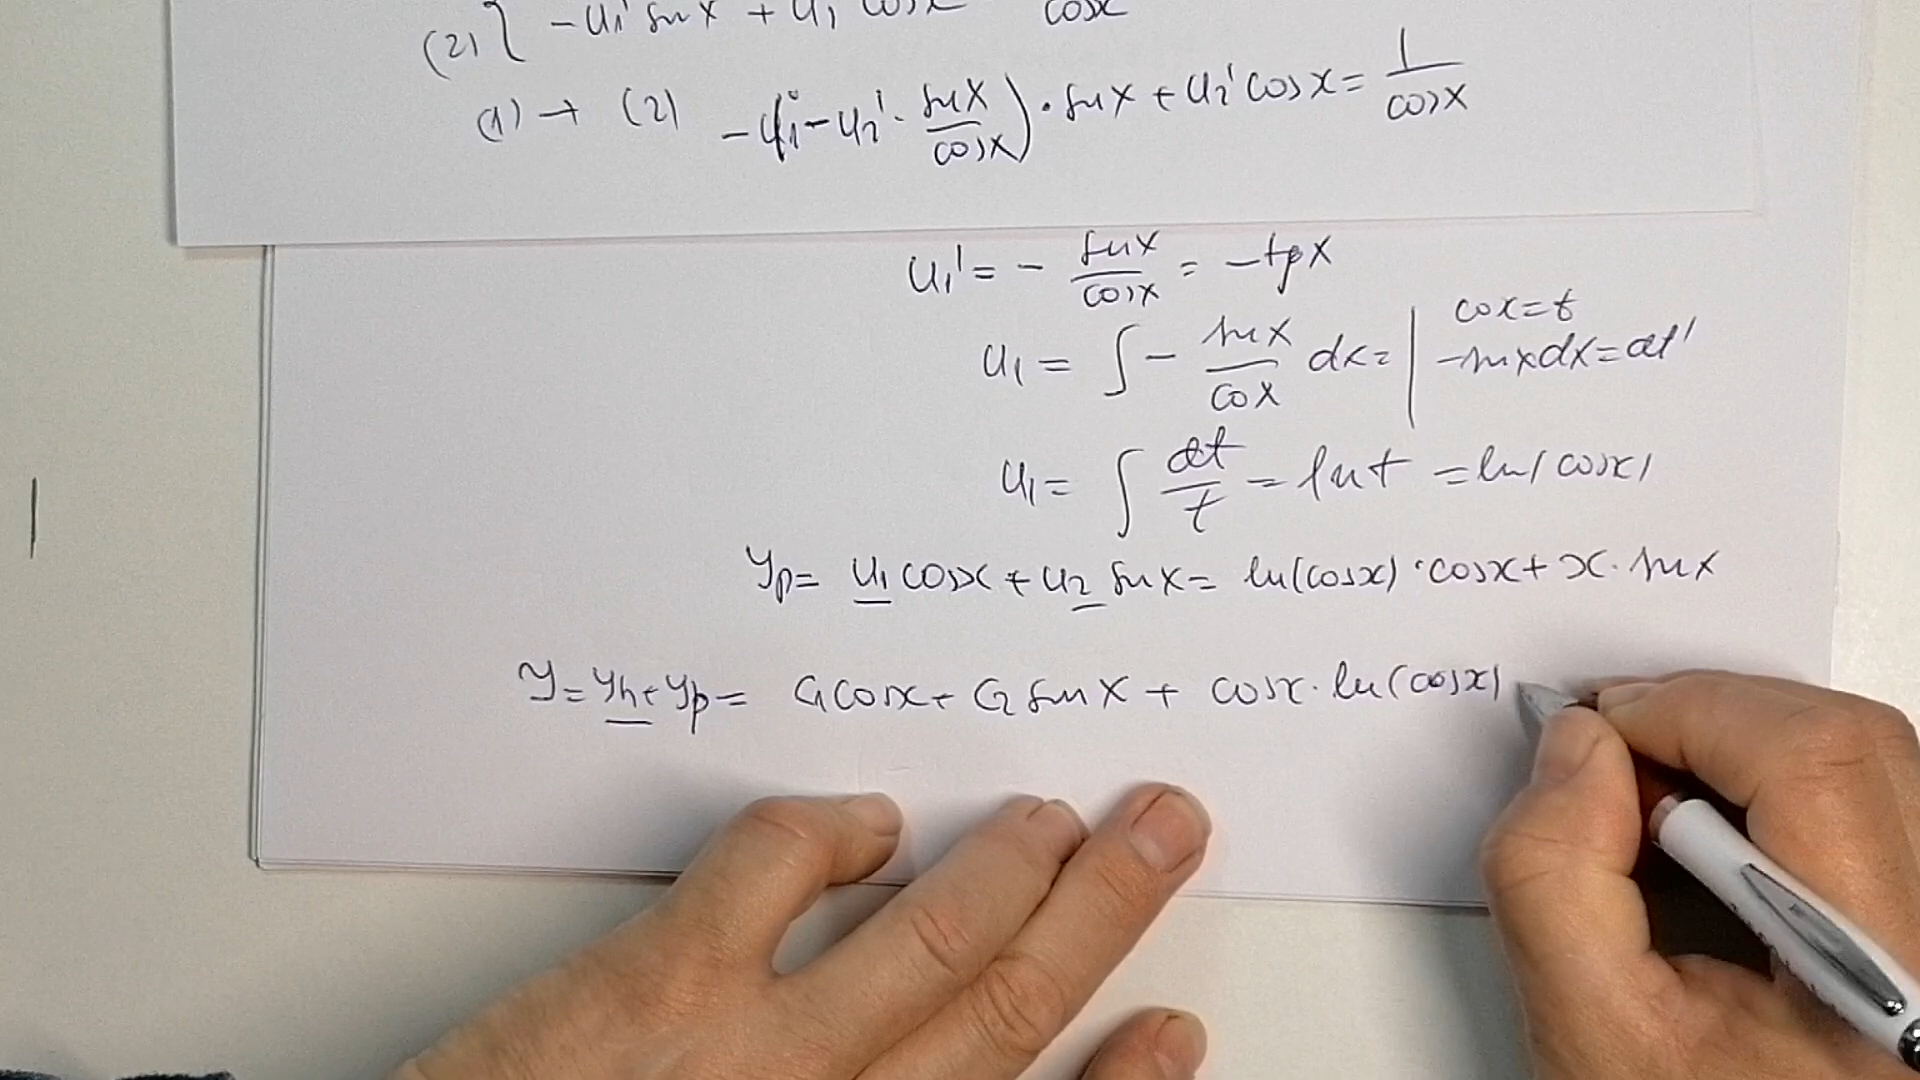 (2) { -u₁' sin x + u₁ cos x cos x
(1) → (2) -(u₁' - u₂' · sin x / cos x) · sin x + u₂' cos x = 1 / cos x
u₁' = - sin x / cos x = -tg x
u₁ = ∫ - sin x / cos x dx = | cos x = t
-sin x dx = dt
u₁ = ∫ dt / t = ln t = ln|cos x|
yp = u₁ cos x + u₂ sin x = ln(cos x) · cos x + x · sin x
y = yh + yp = C₁ cos x + C₂ sin x + cos x · ln(cos x)